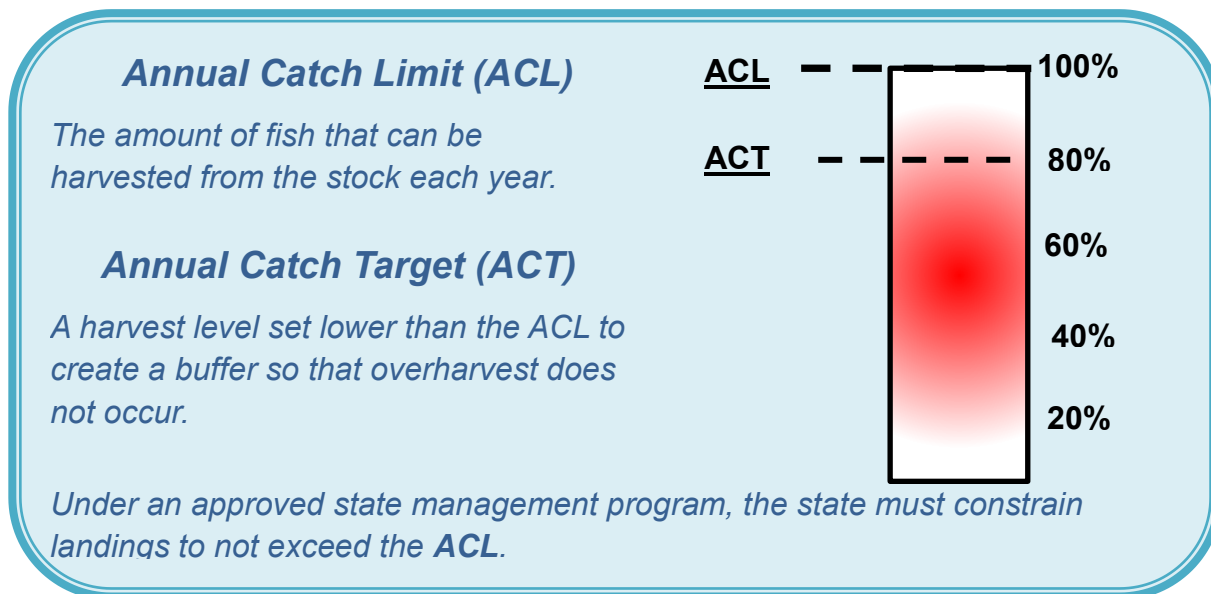 Annual Catch Limit (ACL)
The amount of fish that can be
harvested from the stock each year.
Annual Catch Target (ACT)
A harvest level set lower than the ACL to
create a buffer so that overharvest does
not occur.
ACL 100%
ACT 80%
60%
40%
20%
Under an approved state management program, the state must constrain
landings to not exceed the ACL.